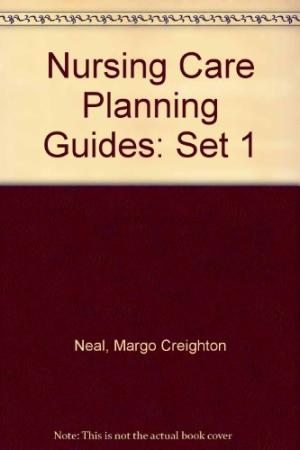 Nursing Care
Planning
Guides: Set 1
Neal, Margo Creighton
Note: This is not the actual book cover